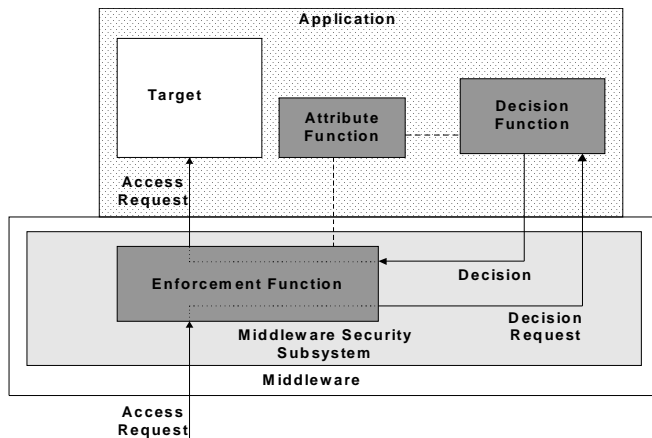 Application
Target
Attribute
Function
Decision
Function
Access
Request
Enforcement Function
Decision
Decision
Request
Middleware Security
Subsystem
Middleware
Access
Request